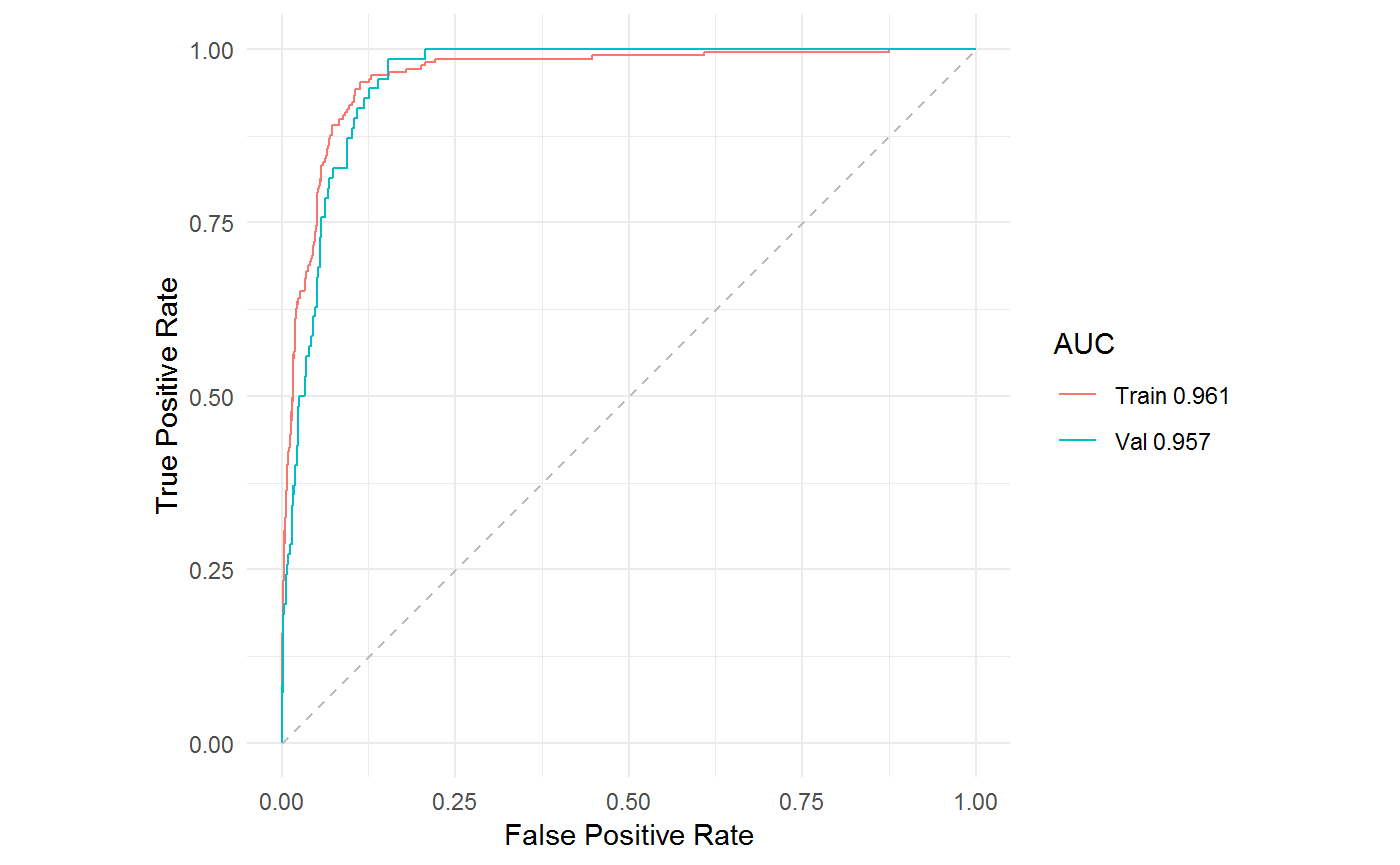 1.00
0.75
0.50
0.25
0.00
True Positive Rate
0.00 0.25 0.50 0.75 1.00
False Positive Rate
AUC
Train 0.961
Val 0.957